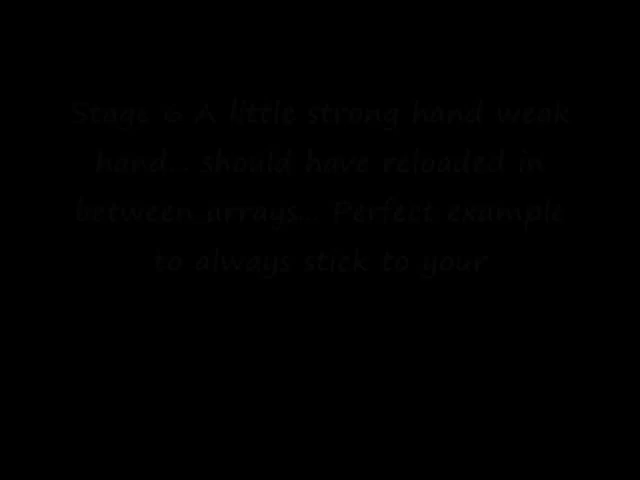 Stage 6 A little strong hand weak
hand... should have reloaded in
between arrays... Perfect example
to always stick to your